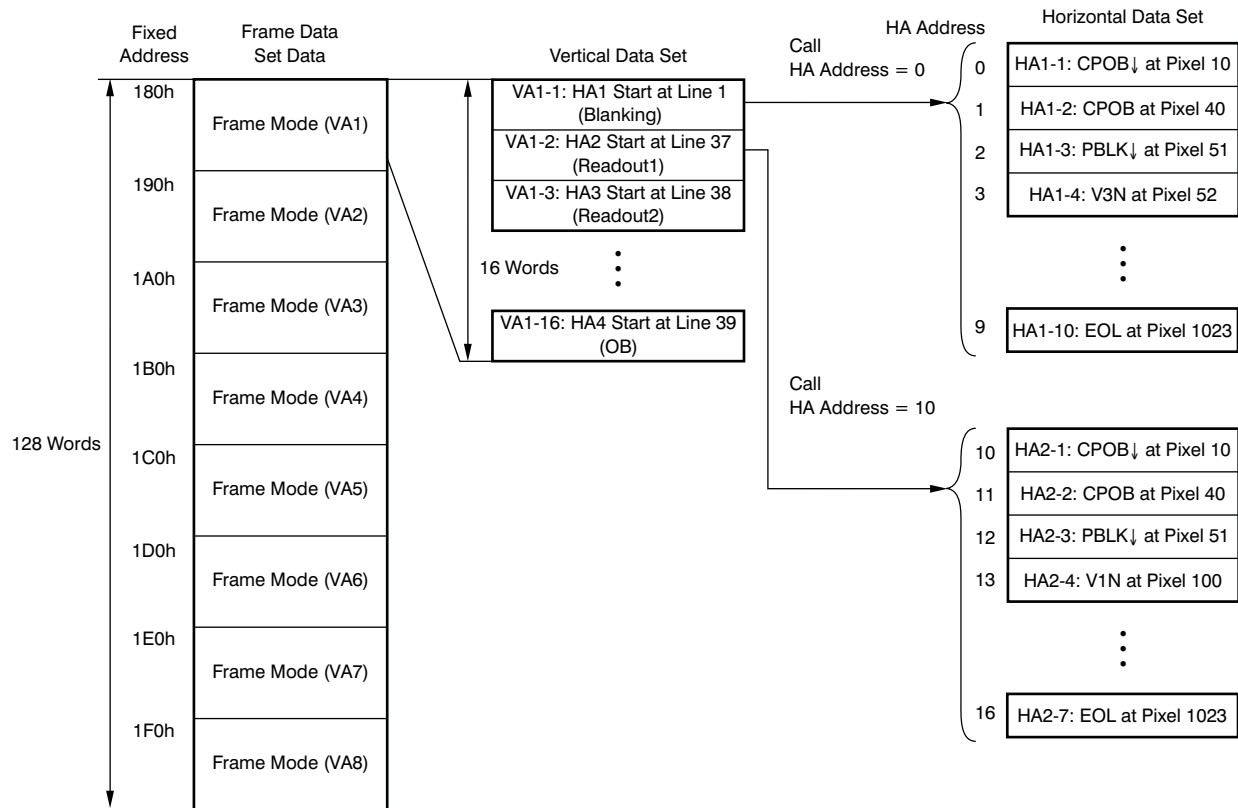 Fixed
Address
Frame Data
Set Data
Vertical Data Set
Call
HA Address = 0
HA Address
Horizontal Data Set
180h
Frame Mode (VA1)
190h
Frame Mode (VA2)
1A0h
Frame Mode (VA3)
1B0h
Frame Mode (VA4)
1C0h
Frame Mode (VA5)
1D0h
Frame Mode (VA6)
1E0h
Frame Mode (VA7)
1F0h
Frame Mode (VA8)
128 Words
VA1-1: HA1 Start at Line 1
(Blanking)
VA1-2: HA2 Start at Line 37
(Readout1)
VA1-3: HA3 Start at Line 38
(Readout2)
16 Words
VA1-16: HA4 Start at Line 39
(OB)
0 HA1-1: CPOB↓ at Pixel 10
1 HA1-2: CPOB at Pixel 40
2 HA1-3: PBLK↓ at Pixel 51
3 HA1-4: V3N at Pixel 52
9 HA1-10: EOL at Pixel 1023
Call
HA Address = 10
10 HA2-1: CPOB↓ at Pixel 10
11 HA2-2: CPOB at Pixel 40
12 HA2-3: PBLK↓ at Pixel 51
13 HA2-4: V1N at Pixel 100
16 HA2-7: EOL at Pixel 1023